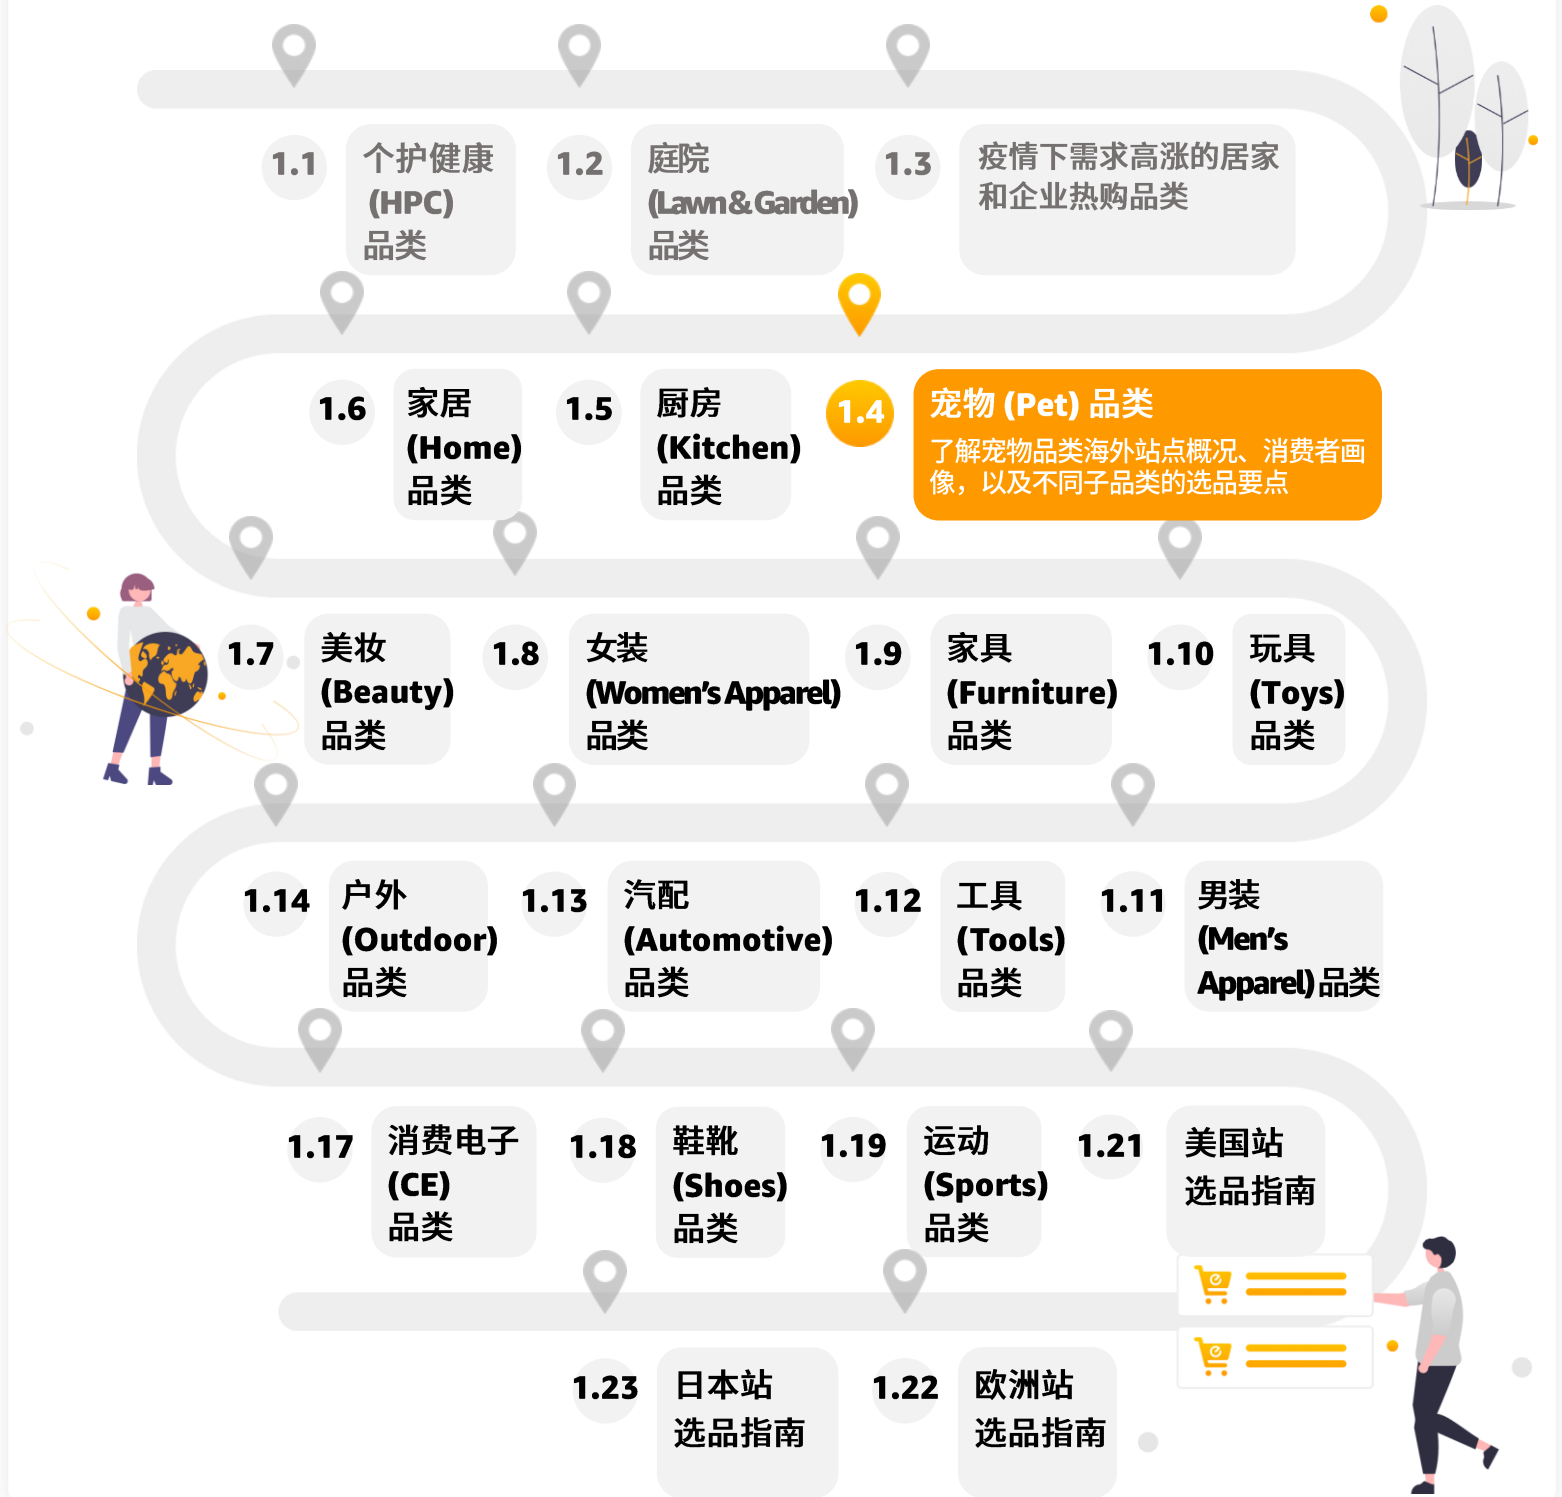 1.1
个护健康
(HPC)
品类
1.2
庭院
(Lawn & Garden)
品类
1.3
疫情下需求高涨的居家
和企业热购品类
1.6
家居
(Home)
品类
1.5
厨房
(Kitchen)
品类
1.4
宠物 (Pet) 品类
了解宠物品类海外站点概况、消费者画
像，以及不同子品类的选品要点
1.7
美妆
(Beauty)
品类
1.8
女装
(Women’s Apparel)
品类
1.9
家具
(Furniture)
品类
1.10
玩具
(Toys)
品类
1.14
户外
(Outdoor)
品类
1.13
汽配
(Automotive)
品类
1.12
工具
(Tools)
品类
1.11
男装
(Men’s
Apparel) 品类
1.17
消费电子
(CE)
品类
1.18
鞋靴
(Shoes)
品类
1.19
运动
(Sports)
品类
1.21
美国站
选品指南
1.23
日本站
选品指南
1.22
欧洲站
选品指南